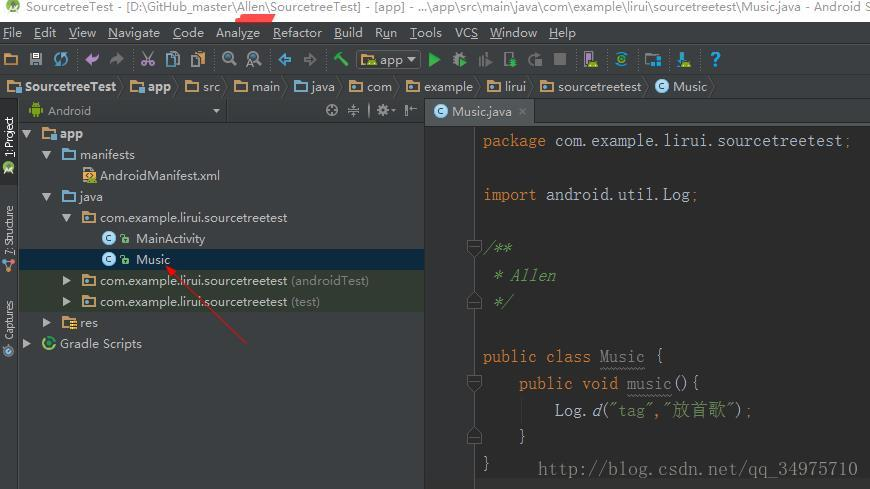 SourcetreeTest - [D:\GitHub_master\Allen\SourcetreeTest] - [app] - ...\app\src\main\java\com\example\lirui\sourcetreetest\Music.java - Android S
File Edit View Navigate Code Analyze Refactor Build Run Tools VCS Window Help
app
SourcetreeTest app src main java com example lirui sourcetreetest Music
Android
Music.java
1: Project
7: Structure
Captures
app
manifests
AndroidManifest.xml
java
com.example.lirui.sourcetreetest
MainActivity
Music
com.example.lirui.sourcetreetest (androidTest)
com.example.lirui.sourcetreetest (test)
res
Gradle Scripts
package com.example.lirui.sourcetreetest;
import android.util.Log;
/**
* Allen
*/
public class Music {
public void music(){
Log.d("tag","放首歌");
}
}
http://blog.csdn.net/qq_34975710